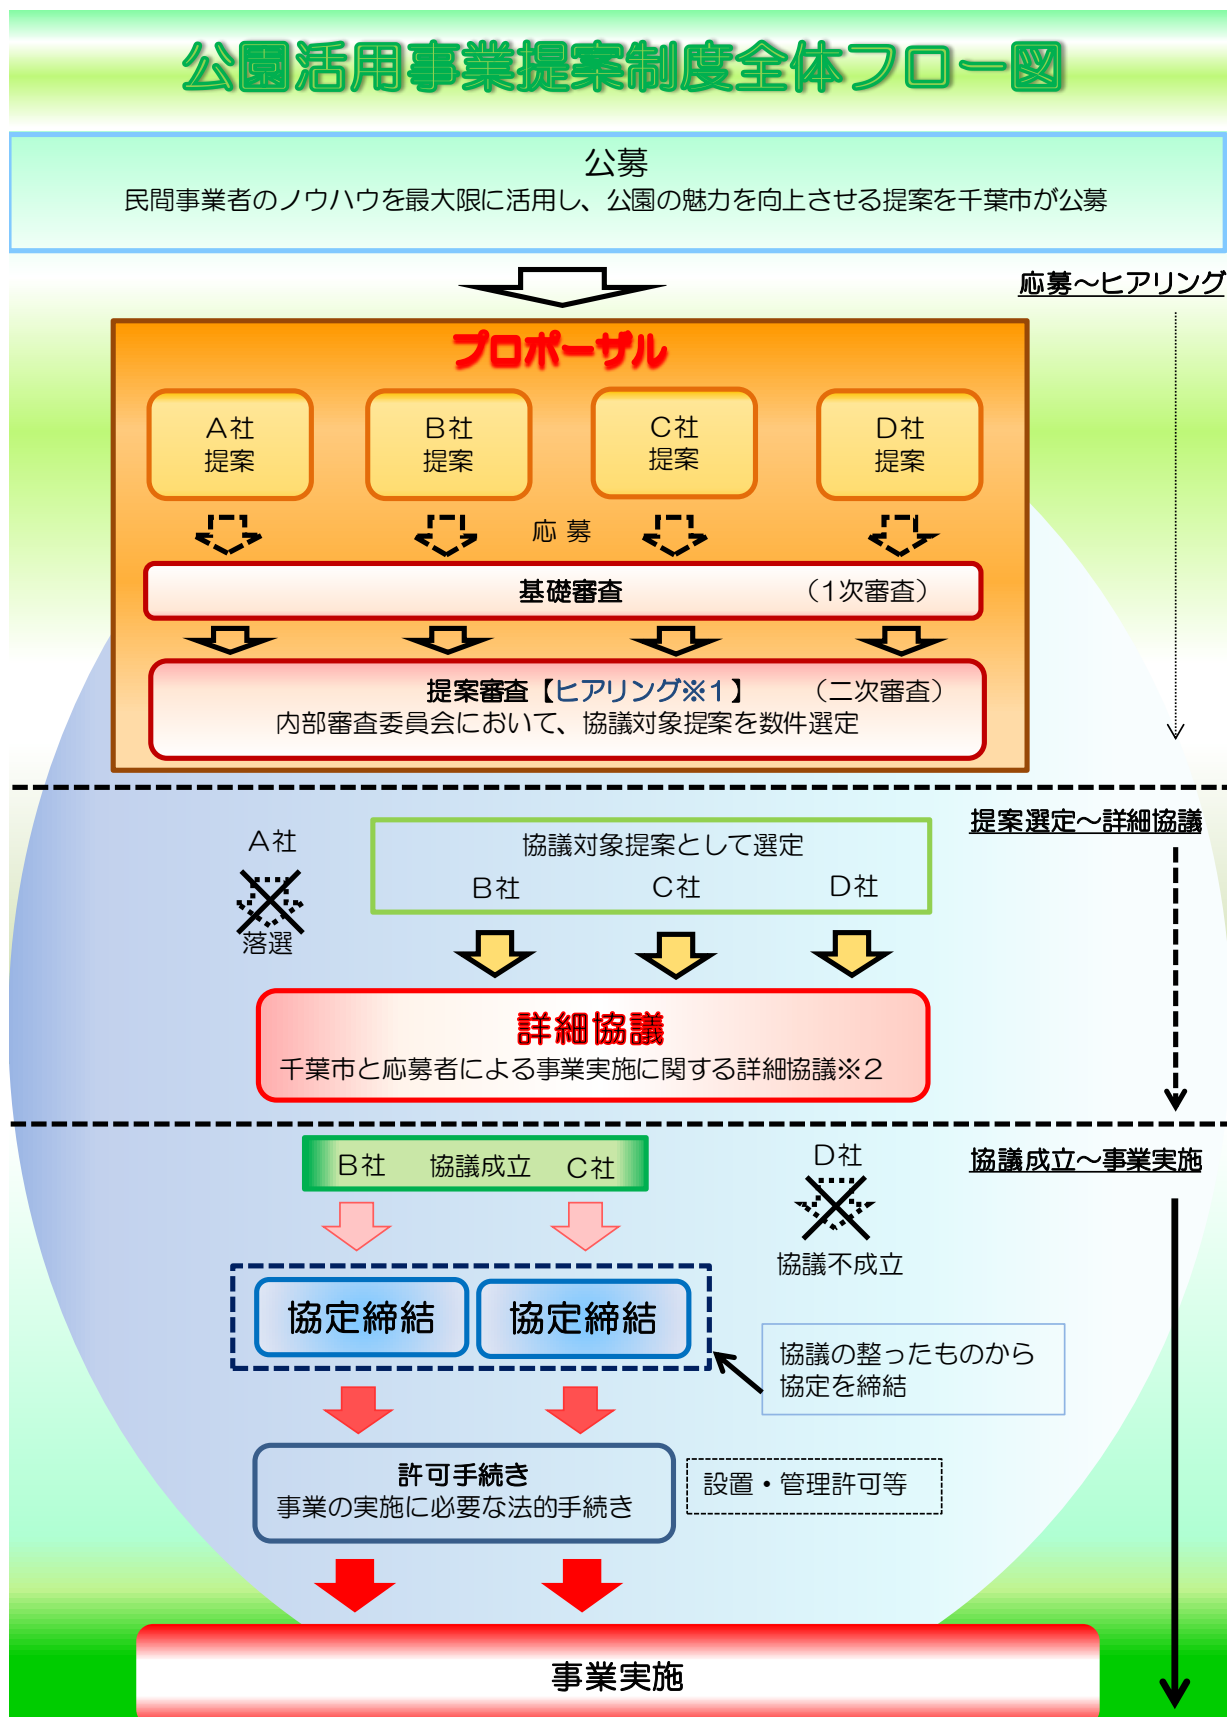 公園活用事業提案制度全体フロー図
公募
民間事業者のノウハウを最大限に活用し、公園の魅力を向上させる提案を千葉市が公募
応募～ヒアリング
プロポーザル
A社
提案
B社
提案
C社
提案
D社
提案
応 募
基礎審査 （1次審査）
提案審査【ヒアリング※1】 （二次審査）
内部審査委員会において、協議対象提案を数件選定
提案選定～詳細協議
A社
落選
協議対象提案として選定
B社 C社 D社
詳細協議
千葉市と応募者による事業実施に関する詳細協議※2
協議成立～事業実施
B社 協議成立 C社
D社
協議不成立
協定締結 協定締結
協議の整ったものから
協定を締結
許可手続き
事業の実施に必要な法的手続き
設置・管理許可等
事業実施